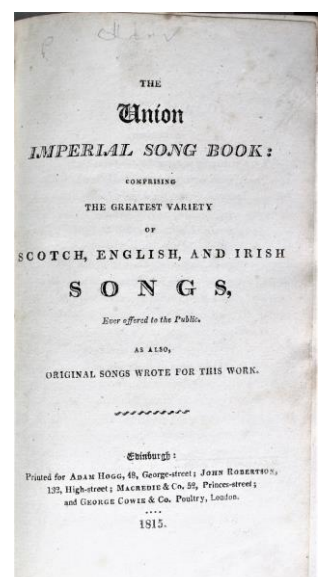 THE
Union
IMPERIAL SONG BOOK:
COMPRISING
THE GREATEST VARIETY
OF
SCOTCH, ENGLISH, AND IRISH
SONGS,
Ever offered to the Public.
AS ALSO,
ORIGINAL SONGS WROTE FOR THIS WORK.
Edinburgh:
Printed for ADAM HOGG, 48, George-street; JOHN ROBERTSON,
132, High-street; MACREDIE & Co. 52, Princes-street;
and GEORGE COWIE & Co. Poultry, London.
....
1815.